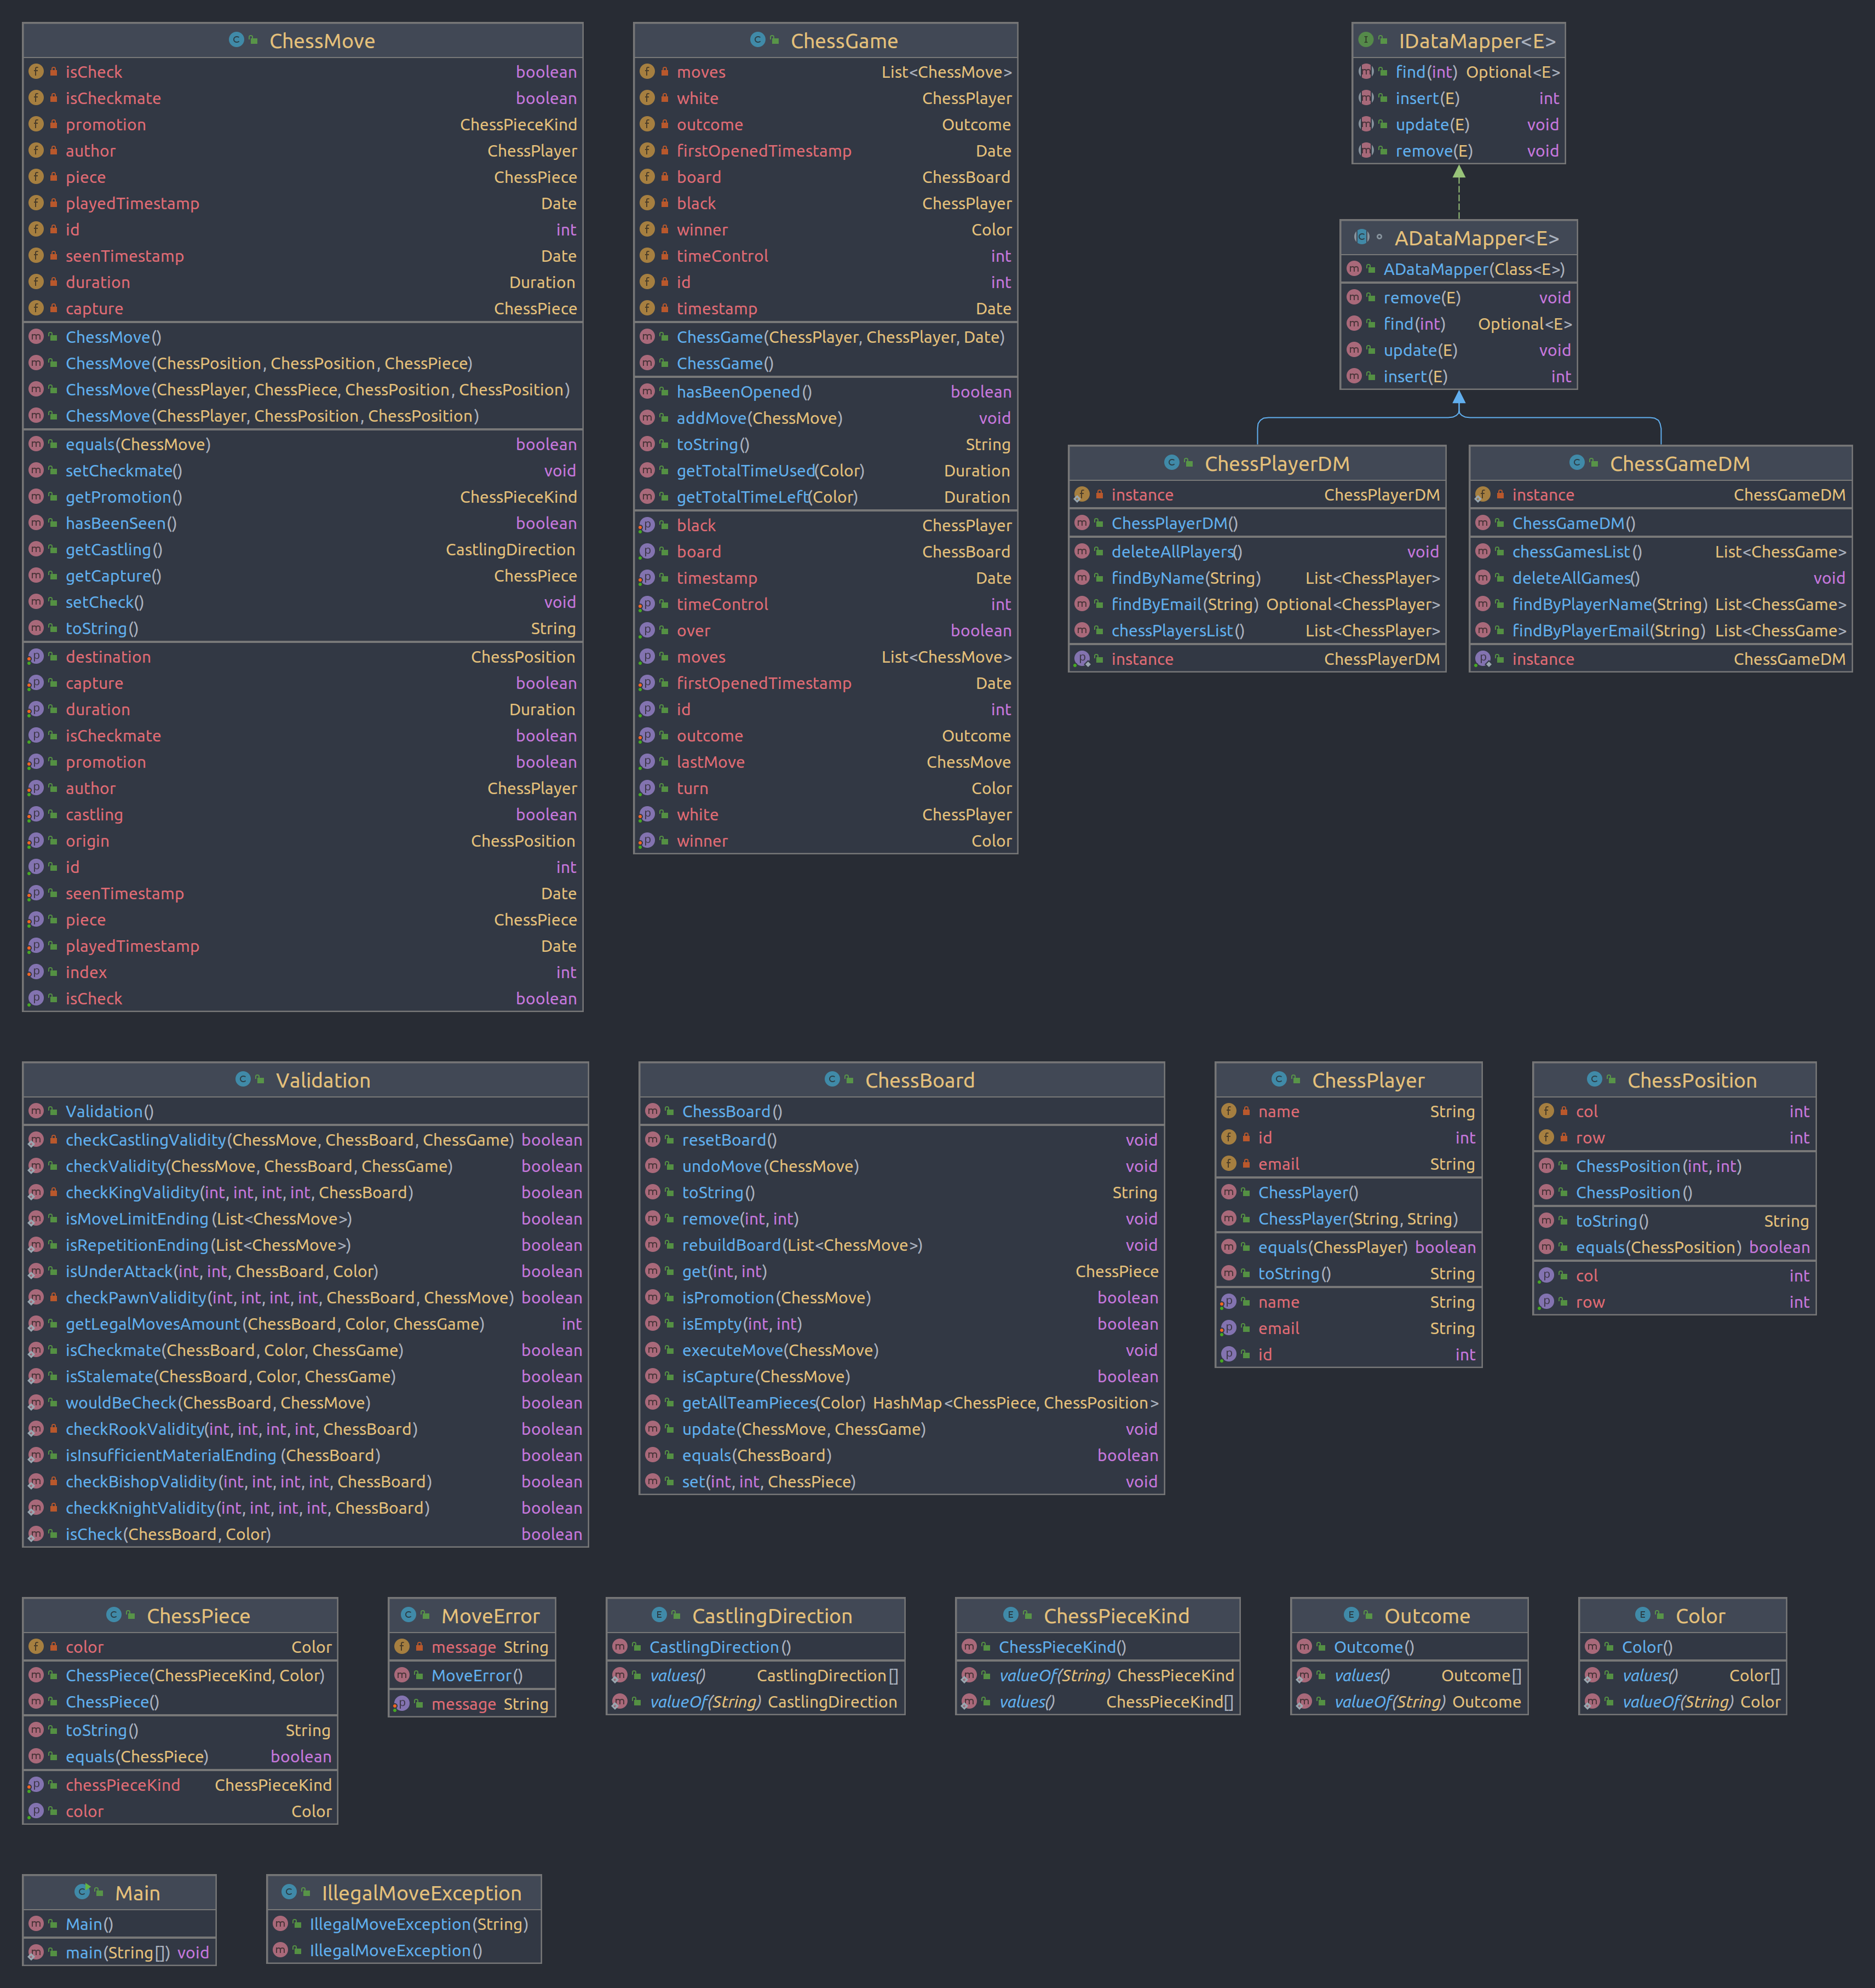 ChessMove
isCheck boolean
isCheckmate boolean
promotion ChessPieceKind
author ChessPlayer
piece ChessPiece
playedTimestamp Date
id int
seenTimestamp Date
duration Duration
capture ChessPiece
ChessMove()
ChessMove(ChessPosition, ChessPosition, ChessPiece)
ChessMove(ChessPlayer, ChessPiece, ChessPosition, ChessPosition)
ChessMove(ChessPlayer, ChessPosition, ChessPosition)
equals(ChessMove) boolean
setCheckmate() void
getPromotion() ChessPieceKind
hasBeenSeen() boolean
getCastling() CastlingDirection
getCapture() ChessPiece
setCheck() void
toString() String
destination ChessPosition
capture boolean
duration Duration
isCheckmate boolean
promotion boolean
author ChessPlayer
castling boolean
origin ChessPosition
id int
seenTimestamp Date
piece ChessPiece
playedTimestamp Date
index int
isCheck boolean
ChessGame
moves List<ChessMove>
white ChessPlayer
outcome Outcome
firstOpenedTimestamp Date
board ChessBoard
black ChessPlayer
winner Color
timeControl int
id int
timestamp Date
ChessGame(ChessPlayer, ChessPlayer, Date)
ChessGame()
hasBeenOpened() boolean
addMove(ChessMove) void
toString() String
getTotalTimeUsed(Color) Duration
getTotalTimeLeft(Color) Duration
black ChessPlayer
board ChessBoard
timestamp Date
timeControl int
over boolean
moves List<ChessMove>
firstOpenedTimestamp Date
id int
outcome Outcome
lastMove ChessMove
turn Color
white ChessPlayer
winner Color
IDataMapper<E>
find(int) Optional<E>
insert(E) int
update(E) void
remove(E) void
ADataMapper<E>
ADataMapper(Class<E>)
remove(E) void
find(int) Optional<E>
update(E) void
insert(E) int
ChessPlayerDM
instance ChessPlayerDM
ChessPlayerDM()
deleteAllPlayers() void
findByName(String) List<ChessPlayer>
findByEmail(String) Optional<ChessPlayer>
chessPlayersList() List<ChessPlayer>
instance ChessPlayerDM
ChessGameDM
instance ChessGameDM
ChessGameDM()
chessGamesList() List<ChessGame>
deleteAllGames() void
findByPlayerName(String) List<ChessGame>
findByPlayerEmail(String) List<ChessGame>
instance ChessGameDM
Validation
Validation()
checkCastlingValidity(ChessMove, ChessBoard, ChessGame) boolean
checkValidity(ChessMove, ChessBoard, ChessGame) boolean
checkKingValidity(int, int, int, int, ChessBoard) boolean
isMoveLimitEnding(List<ChessMove>) boolean
isRepetitionEnding(List<ChessMove>) boolean
isUnderAttack(int, int, ChessBoard, Color) boolean
checkPawnValidity(int, int, int, int, ChessBoard, ChessMove) boolean
getLegalMovesAmount(ChessBoard, Color, ChessGame) int
isCheckmate(ChessBoard, Color, ChessGame) boolean
isStalemate(ChessBoard, Color, ChessGame) boolean
wouldBeCheck(ChessBoard, ChessMove) boolean
checkRookValidity(int, int, int, int, ChessBoard) boolean
isInsufficientMaterialEnding(ChessBoard) boolean
checkBishopValidity(int, int, int, int, ChessBoard) boolean
checkKnightValidity(int, int, int, int, ChessBoard) boolean
isCheck(ChessBoard, Color) boolean
ChessBoard
ChessBoard()
resetBoard() void
undoMove(ChessMove) void
toString() String
remove(int, int) void
rebuildBoard(List<ChessMove>) void
get(int, int) ChessPiece
isPromotion(ChessMove) boolean
isEmpty(int, int) boolean
executeMove(ChessMove) void
isCapture(ChessMove) boolean
getAllTeamPieces(Color) HashMap<ChessPiece, ChessPosition>
update(ChessMove, ChessGame) void
equals(ChessBoard) boolean
set(int, int, ChessPiece) void
ChessPlayer
name String
id int
email String
ChessPlayer()
ChessPlayer(String, String)
equals(ChessPlayer) boolean
toString() String
name String
email String
id int
ChessPosition
col int
row int
ChessPosition(int, int)
ChessPosition()
toString() String
equals(ChessPosition) boolean
col int
row int
ChessPiece
color Color
ChessPiece(ChessPieceKind, Color)
ChessPiece()
toString() String
equals(ChessPiece) boolean
chessPieceKind ChessPieceKind
color Color
MoveError
message String
MoveError()
message String
CastlingDirection
CastlingDirection()
values() CastlingDirection[]
valueOf(String) CastlingDirection
ChessPieceKind
ChessPieceKind()
valueOf(String) ChessPieceKind
values() ChessPieceKind[]
Outcome
Outcome()
values() Outcome[]
valueOf(String) Outcome
Color
Color()
values() Color[]
valueOf(String) Color
Main
Main()
main(String[]) void
IllegalMoveException
IllegalMoveException(String)
IllegalMoveException()